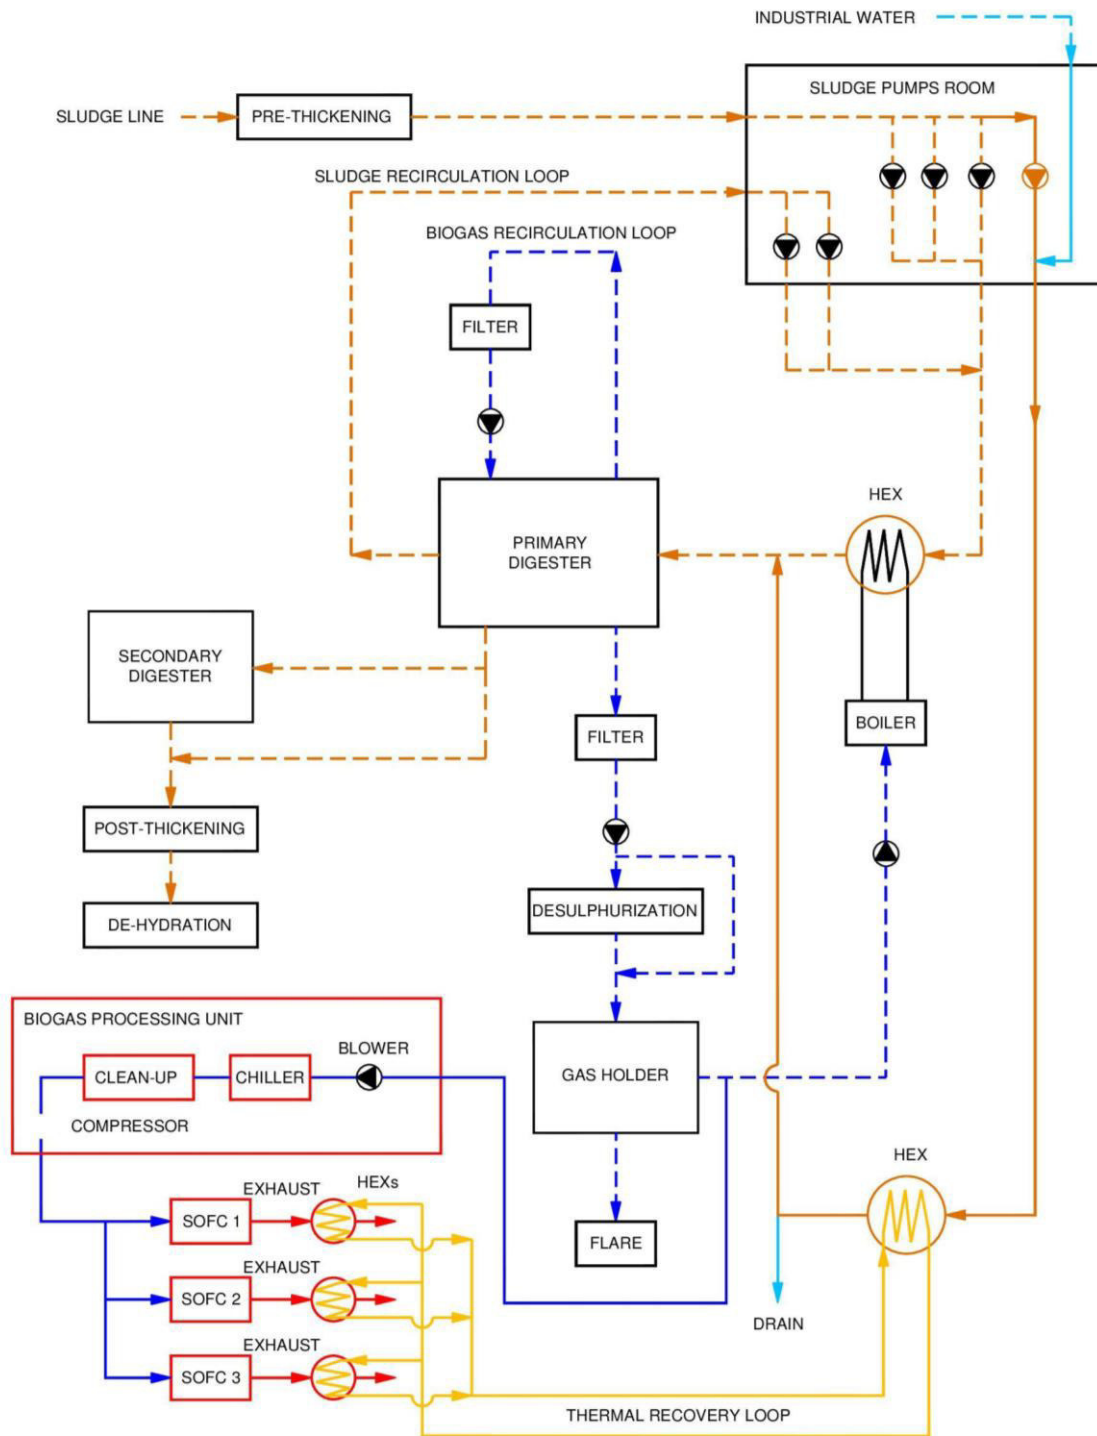 INDUSTRIAL WATER
SLUDGE PUMPS ROOM
SLUDGE LINE
PRE-THICKENING
SLUDGE RECIRCULATION LOOP
BIOGAS RECIRCULATION LOOP
FILTER
HEX
PRIMARY
DIGESTER
SECONDARY
DIGESTER
FILTER
BOILER
POST-THICKENING
DESULPHURIZATION
DE-HYDRATION
BIOGAS PROCESSING UNIT
BLOWER
CLEAN-UP
CHILLER
GAS HOLDER
COMPRESSOR
HEX
EXHAUST
HEXs
SOFC 1
FLARE
EXHAUST
SOFC 2
DRAIN
EXHAUST
SOFC 3
THERMAL RECOVERY LOOP